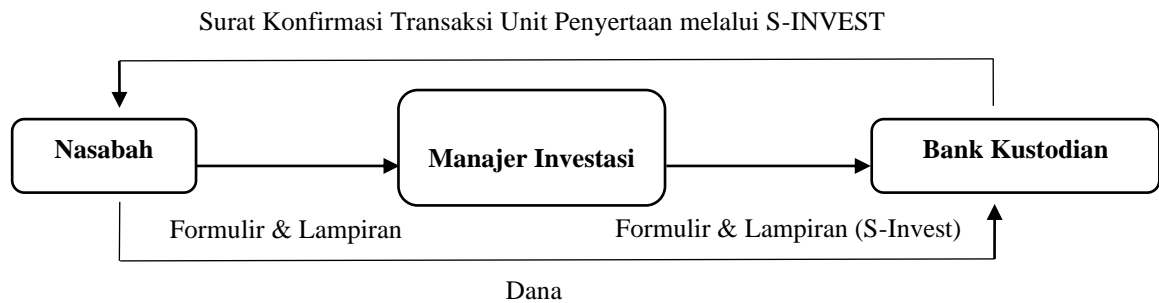 Surat Konfirmasi Transaksi Unit Penyertaan melalui S-INVEST
Nasabah
Manajer Investasi
Bank Kustodian
Formulir & Lampiran
Formulir & Lampiran (S-Invest)
Dana